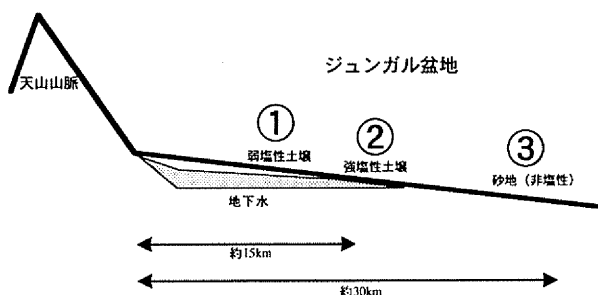 ジュンガル盆地
天山山脈
①
弱塩性土壌
②
強塩性土壌
③
砂地（非塩性）
地下水
約15km
約30km